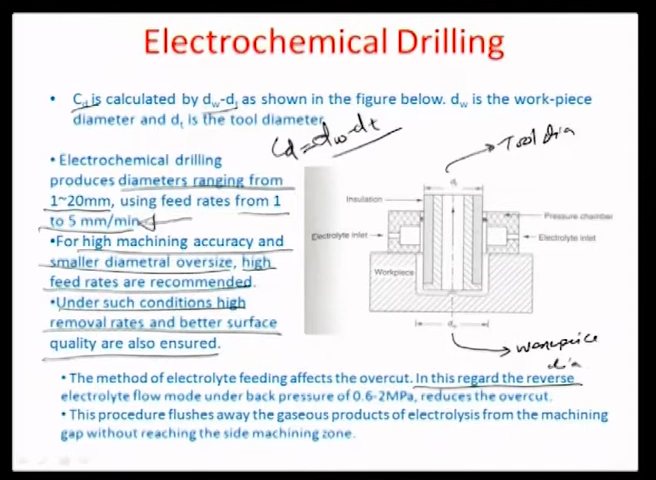 Electrochemical Drilling
• Cd is calculated by dw-dt as shown in the figure below. dw is the work-piece
diameter and dt is the tool diameter
Cd=dw-dt
Tool dia
•Electrochemical drilling
produces diameters ranging from
1~20mm, using feed rates from 1
to 5 mm/min
•For high machining accuracy and
smaller diametral oversize, high
feed rates are recommended.
•Under such conditions high
removal rates and better surface
quality are also ensured.
dt
Insulation
Pressure chamber
Electrolyte inlet
Electrolyte inlet
Workpiece
dw
workpiece
dia
• The method of electrolyte feeding affects the overcut. In this regard the reverse
electrolyte flow mode under back pressure of 0.6-2MPa, reduces the overcut.
• This procedure flushes away the gaseous products of electrolysis from the machining
gap without reaching the side machining zone.